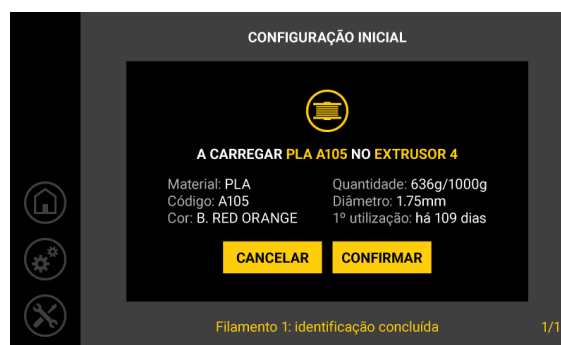 CONFIGURAÇÃO INICIAL
A CARREGAR PLA A105 NO EXTRUSOR 4
Material: PLA
Código: A105
Cor: B. RED ORANGE
Quantidade: 636g/1000g
Diâmetro: 1.75mm
1º utilização: há 109 dias
CANCELAR
CONFIRMAR
Filamento 1: identificação concluída
1/1